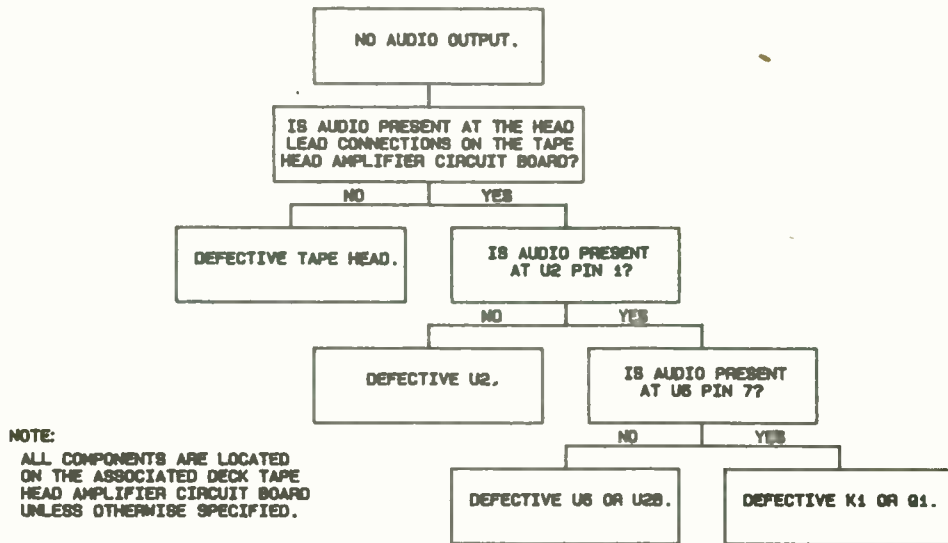 NO AUDIO OUTPUT.
IS AUDIO PRESENT AT THE HEAD
LEAD CONNECTIONS ON THE TAPE
HEAD AMPLIFIER CIRCUIT BOARD?
NO YES
DEFECTIVE TAPE HEAD.
IS AUDIO PRESENT
AT U2 PIN 1?
NO YES
DEFECTIVE U2.
IS AUDIO PRESENT
AT U5 PIN 7?
NO YES
DEFECTIVE U5 OR U2B.
DEFECTIVE K1 OR Q1.
NOTE:
ALL COMPONENTS ARE LOCATED
ON THE ASSOCIATED DECK TAPE
HEAD AMPLIFIER CIRCUIT BOARD
UNLESS OTHERWISE SPECIFIED.